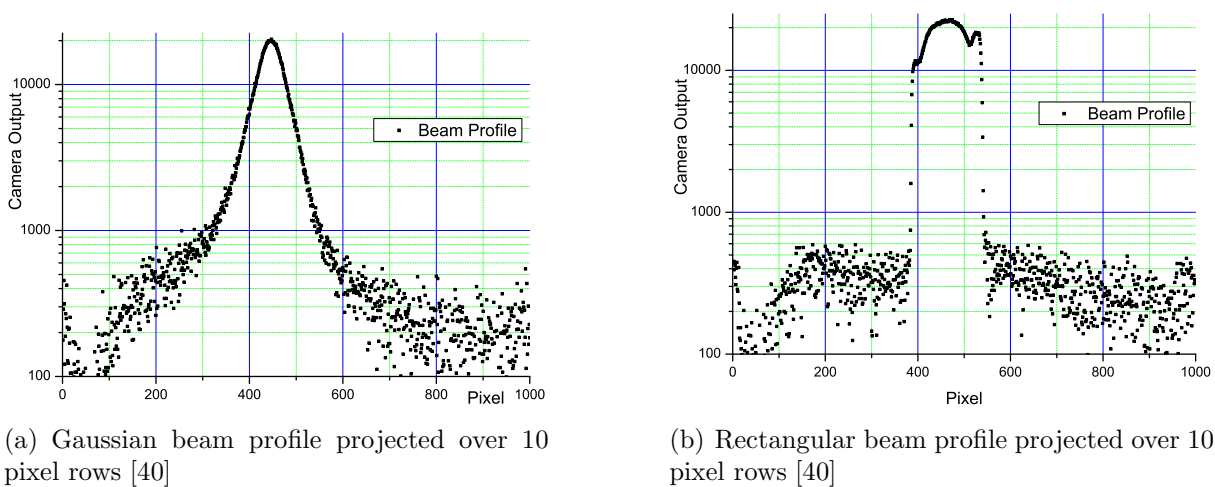 10000
1000
100
Camera Output
Beam Profile
0 200 400 600 800 1000
Pixel
(a) Gaussian beam profile projected over 10
pixel rows [40]
10000
1000
100
Camera Output
Beam Profile
0 200 400 600 800 1000
Pixel
(b) Rectangular beam profile projected over 10
pixel rows [40]